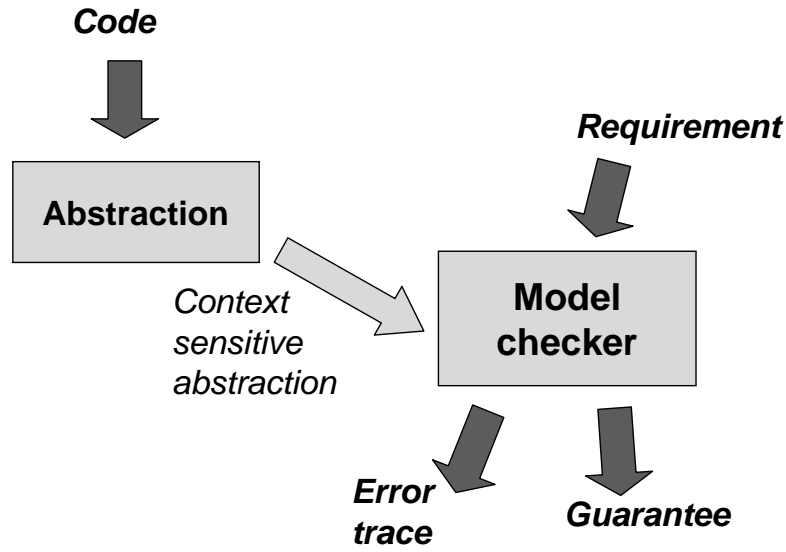 Code
Requirement
Abstraction
Context
sensitive
abstraction
Model
checker
Error
trace
Guarantee